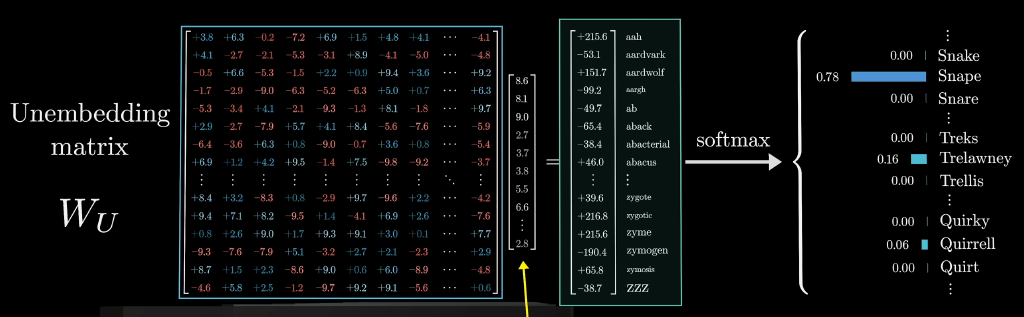 Unembedding
matrix
W_U
+3.8 +6.3 −0.2 −7.2 +6.9 +1.5 +4.8 +4.1 ⋯ −4.1
+4.1 −2.7 −2.1 −5.3 −3.1 +8.9 −4.1 −5.0 ⋯ −4.8
−0.5 +6.6 −5.3 −1.5 +2.2 +0.9 +9.4 +3.6 ⋯ +9.2
−1.7 −2.9 −9.0 −6.3 −5.2 −6.3 +5.0 +0.7 ⋯ +6.3
−5.3 −3.4 +4.1 −2.1 −9.3 −1.3 +8.1 −1.8 ⋯ +9.7
+2.9 −2.7 −7.9 +5.7 +4.1 +8.4 −5.6 −7.6 ⋯ −5.9
−6.4 −3.6 +6.3 −0.8 −9.0 −0.7 +3.6 +0.8 ⋯ −5.4
+6.9 +1.2 +4.2 +9.5 −1.4 +7.5 −9.8 −9.2 ⋯ −3.7
⋮ ⋮ ⋮ ⋮ ⋮ ⋮ ⋮ ⋮ ⋱ ⋮
+8.4 +3.2 −8.3 +0.8 −2.9 +9.7 −9.6 +2.2 ⋯ −4.2
+9.4 +7.1 +8.2 −9.5 +1.4 −4.1 +6.9 +2.6 ⋯ −7.6
+0.8 +2.6 +9.0 +1.7 +9.3 +9.1 +3.0 +0.1 ⋯ +7.7
−9.3 −7.6 −7.9 +5.1 −3.2 +2.7 +2.1 −2.3 ⋯ +2.9
+8.7 +1.5 +2.3 −8.6 +9.0 +0.6 +6.0 −8.9 ⋯ −4.8
−4.6 +5.8 +2.5 −1.2 −9.7 +9.2 +9.1 −5.6 ⋯ +0.6
8.6
8.1
9.0
2.7
3.7
3.8
5.5
6.6
⋮
2.8
=
+215.6 aah
−53.1 aardvark
+151.7 aardwolf
−99.2 aargh
−49.7 ab
−65.4 aback
−38.4 abacterial
+46.0 abacus
⋮ ⋮
+39.6 zygote
+216.8 zygotic
+215.6 zyme
−190.4 zymogen
+65.8 zymosis
−38.7 ZZZ
softmax
⋮
0.00 Snake
0.78 Snape
0.00 Snare
⋮
0.00 Treks
0.16 Trelawney
0.00 Trellis
⋮
0.00 Quirky
0.06 Quirrell
0.00 Quirt
⋮